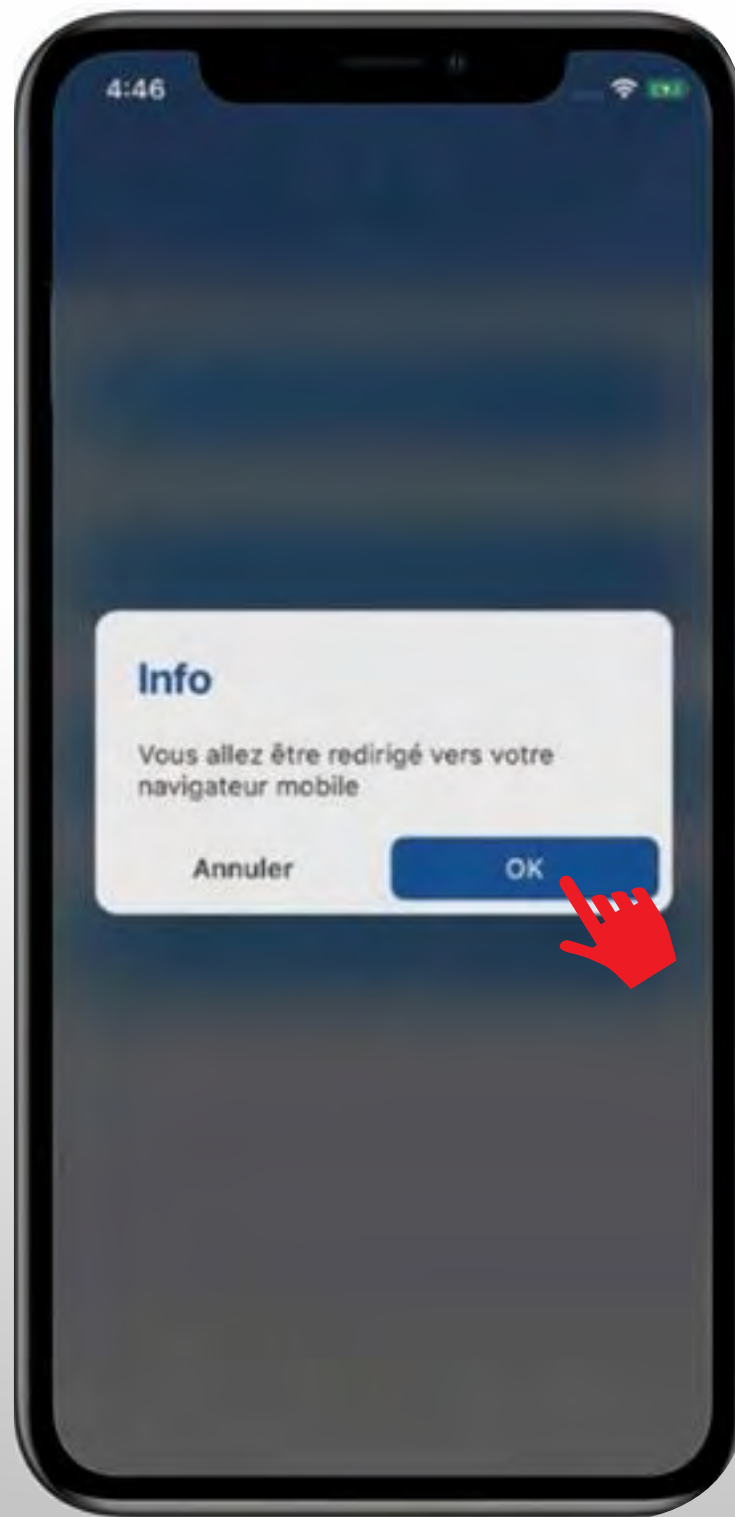 4:46
Info
Vous allez être redirigé vers votre
navigateur mobile
Annuler
OK